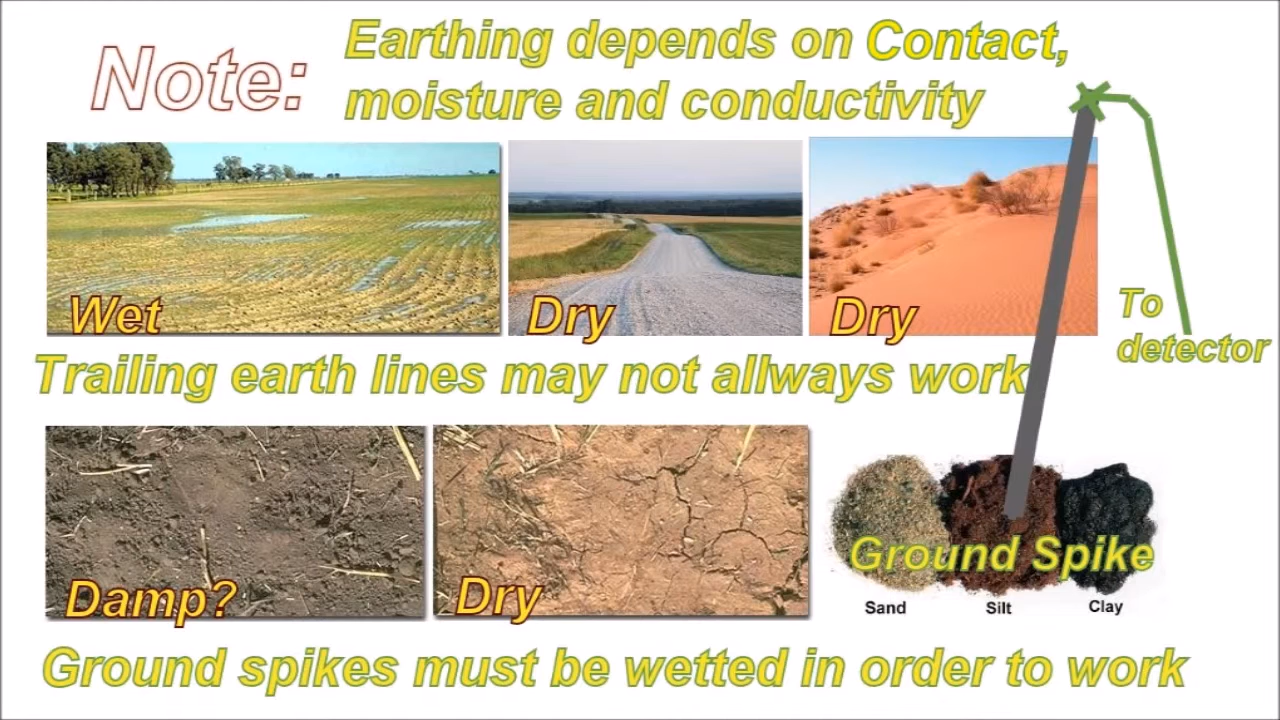 Note:
Earthing depends on Contact,
moisture and conductivity
Wet
Dry
Dry
To
detector
Trailing earth lines may not allways work
Damp?
Dry
Ground Spike
Sand
Silt
Clay
Ground spikes must be wetted in order to work